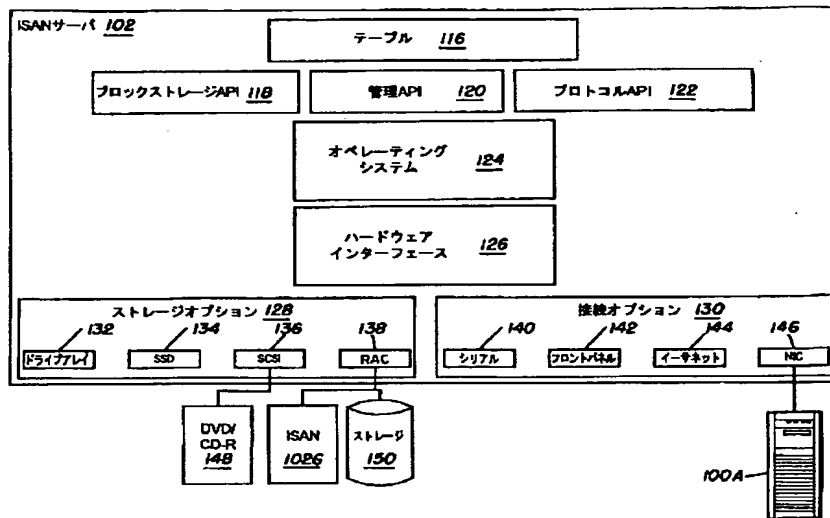 ISANサーバ 102
テーブル 116
ブロックストレージAPI 118
管理API 120
プロトコルAPI 122
オペレーティング
システム 124
ハードウェア
インターフェース 126
ストレージオプション 128
132
134
136
138
ドライブアレイ
SSD
SCSI
RAC
接続オプション 130
140
142
144
146
シリアル
フロントパネル
イーサネット
NIC
DVD/
CD-R
148
ISAN
102G
ストレージ
150
100A